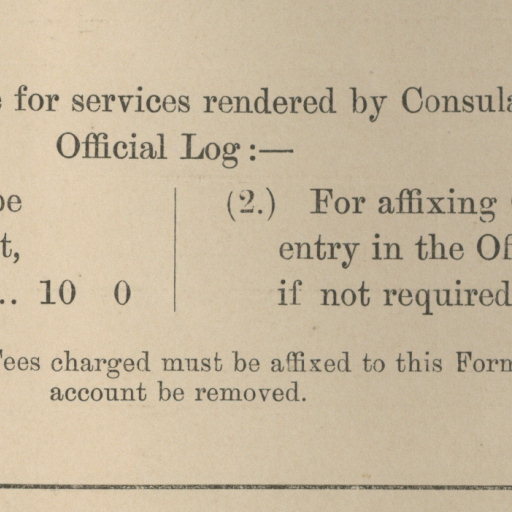 for services rendered by Consula
Official Log:—
be
t,
.. 10 0
(2.) For affixing
entry in the Of
if not required
Fees charged must be affixed to this Form
account be removed.